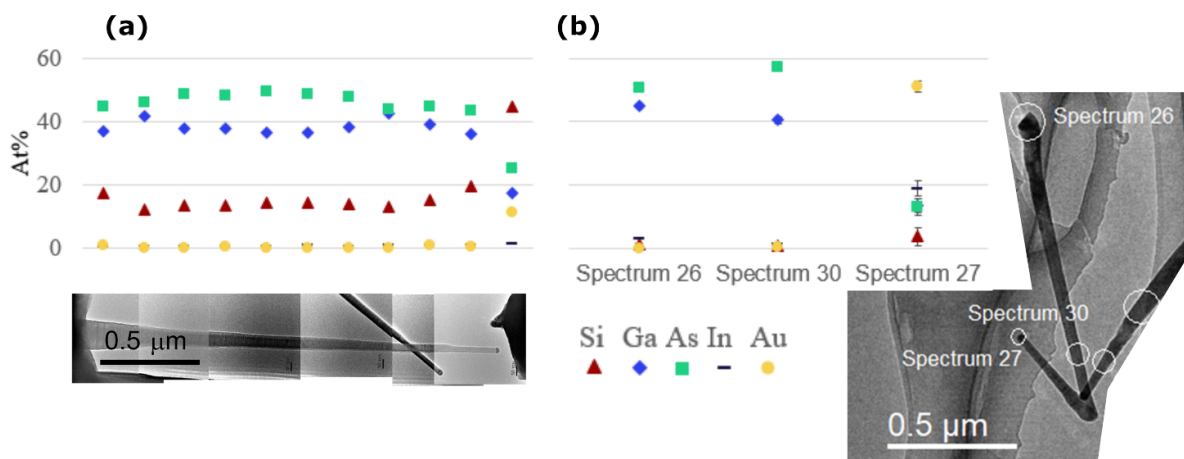 (a)
(b)
60
40
20
0
At%
Spectrum 26
Spectrum 30
Spectrum 27
Si Ga As In Au
0.5 μm
Spectrum 26
Spectrum 30
Spectrum 27
0.5 μm